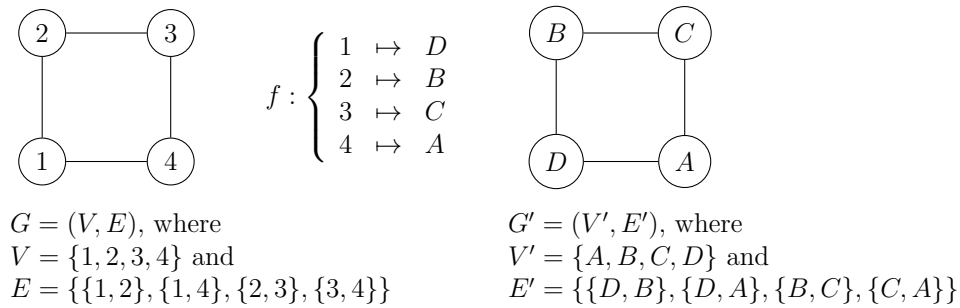 2 3
1 4
f : { 1 ↦ D
2 ↦ B
3 ↦ C
4 ↦ A
B C
D A
G = (V, E), where
V = {1, 2, 3, 4} and
E = {{1, 2}, {1, 4}, {2, 3}, {3, 4}}
G′ = (V′, E′), where
V′ = {A, B, C, D} and
E′ = {{D, B}, {D, A}, {B, C}, {C, A}}